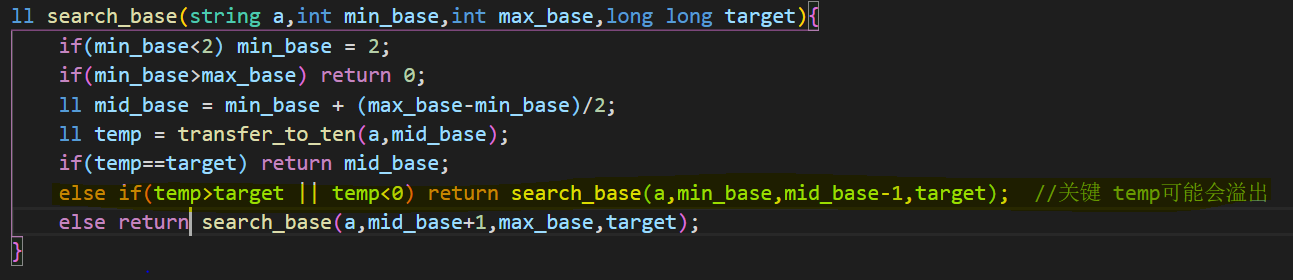 ll search_base(string a,int min_base,int max_base,long long target){
    if(min_base<2) min_base = 2;
    if(min_base>max_base) return 0;
    ll mid_base = min_base + (max_base-min_base)/2;
    ll temp = transfer_to_ten(a,mid_base);
    if(temp==target) return mid_base;
    else if(temp>target || temp<0) return search_base(a,min_base,mid_base-1,target);  //关键 temp可能会溢出
    else return search_base(a,mid_base+1,max_base,target);
}